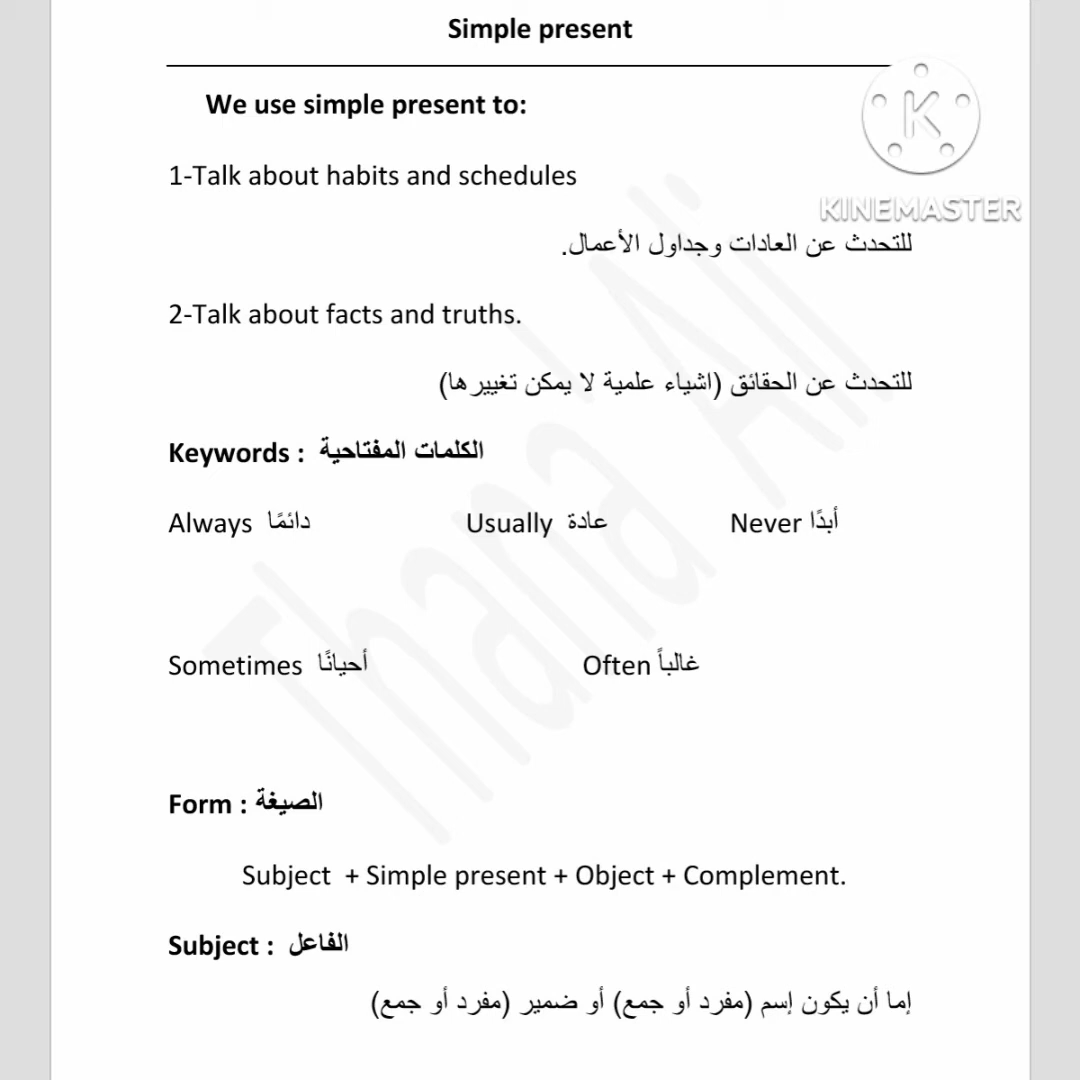 Simple present
We use simple present to:
K
KINEMASTER
1-Talk about habits and schedules
للتحدث عن العادات وجداول الأعمال.
2-Talk about facts and truths.
للتحدث عن الحقائق (اشياء علمية لا يمكن تغييرها)
Keywords : الكلمات المفتاحية
Always دائمًا Usually عادة Never أبدًا
Sometimes أحيانًا Often غالباً
Form : الصيغة
Subject + Simple present + Object + Complement.
Subject : الفاعل
إما أن يكون إسم (مفرد أو جمع) أو ضمير (مفرد أو جمع)
Thana' Ali